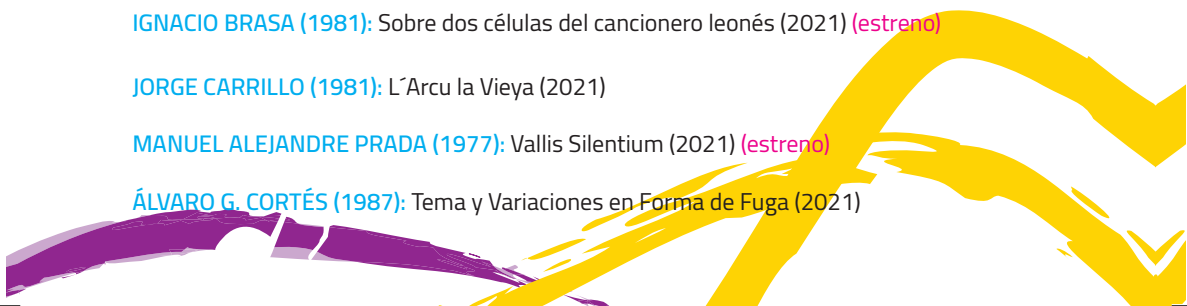 IGNACIO BRASA (1981): Sobre dos células del cancionero leonés (2021) (estreno)
JORGE CARRILLO (1981): L´Arcu la Vieya (2021)
MANUEL ALEJANDRE PRADA (1977): Vallis Silentium (2021) (estreno)
ÁLVARO G. CORTÉS (1987): Tema y Variaciones en Forma de Fuga (2021)